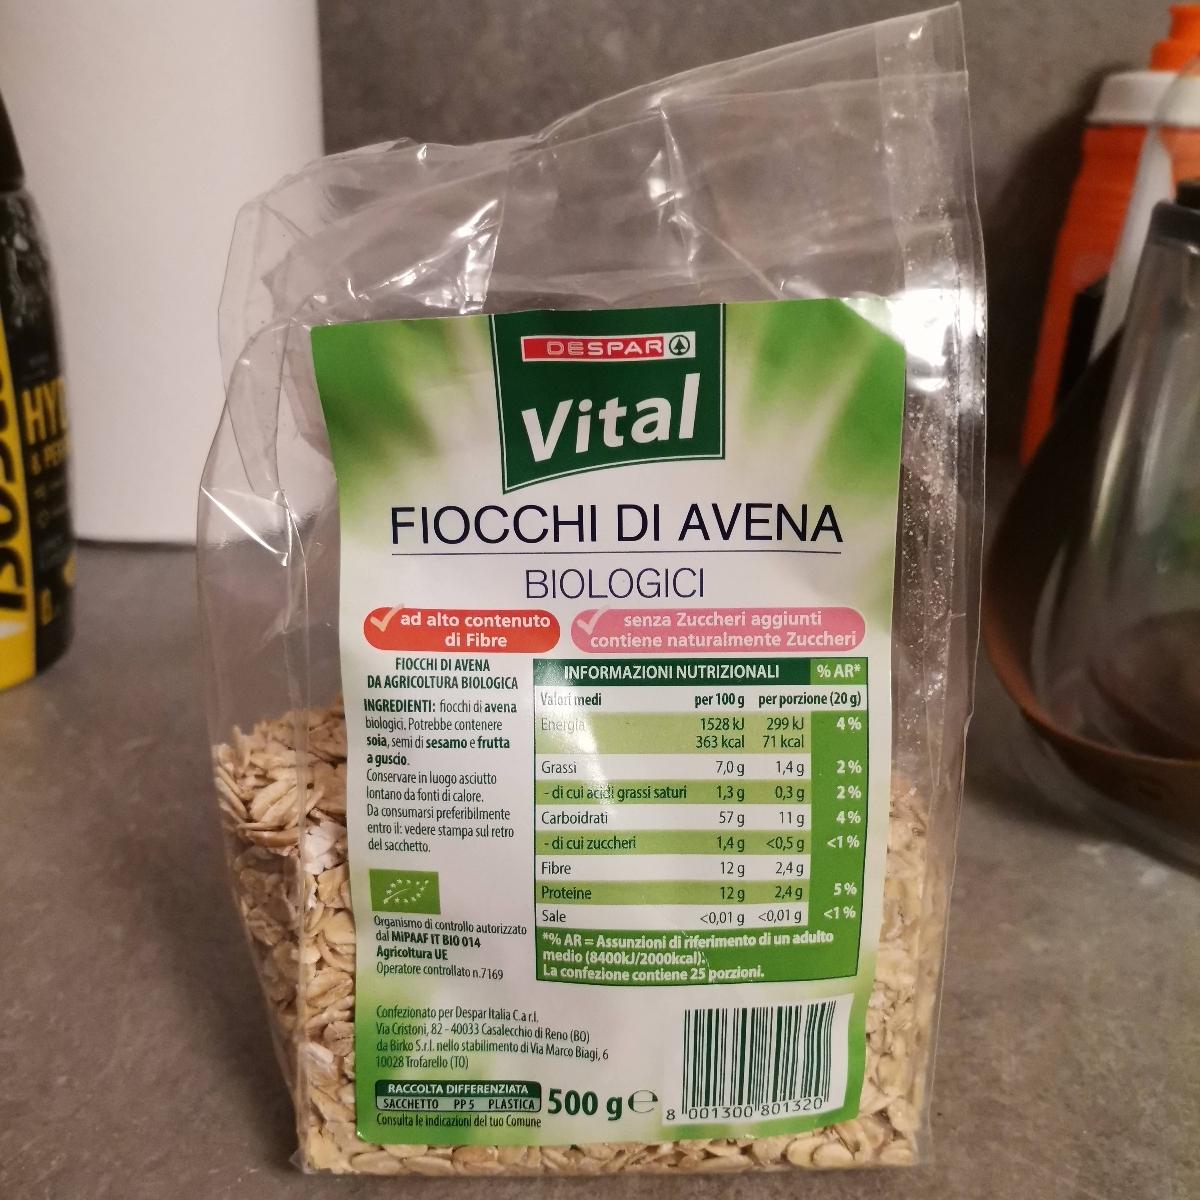 DESPAR
Vital
FIOCCHI DI AVENA
BIOLOGICI
ad alto contenuto
di Fibre
senza Zuccheri aggiunti
contiene naturalmente Zuccheri
FIOCCHI DI AVENA
DA AGRICOLTURA BIOLOGICA
INGREDIENTI: fiocchi di avena
biologici. Potrebbe contenere
soia, semi di sesamo e frutta
a guscio.
Conservare in luogo asciutto
lontano da fonti di calore.
Da consumarsi preferibilmente
entro il: vedere stampa sul retro
del sacchetto.
Organismo di controllo autorizzato
dal MiPAAF IT BIO 014
Agricoltura UE
Operatore controllato n.7169
INFORMAZIONI NUTRIZIONALI % AR*
Valori medi per 100 g per porzione (20 g)
Energia 1528 kJ 299 kJ 4 %
363 kcal 71 kcal
Grassi 7,0 g 1,4 g 2 %
- di cui acidi grassi saturi 1,3 g 0,3 g 2 %
Carboidrati 57 g 11 g 4 %
- di cui zuccheri 1,4 g <0,5 g <1 %
Fibre 12 g 2,4 g
Proteine 12 g 2,4 g 5 %
Sale <0,01 g <0,01 g <1 %
*% AR = Assunzioni di riferimento di un adulto
medio (8400kJ/2000kcal).
La confezione contiene 25 porzioni.
Confezionato per Despar Italia C.a r.l.
Via Cristoni, 82 - 40033 Casalecchio di Reno (BO)
da Birko S.r.l. nello stabilimento di Via Marco Biagi, 6
10028 Trofarello (TO)
RACCOLTA DIFFERENZIATA
SACCHETTO PP 5 PLASTICA
Consulta le indicazioni del tuo Comune
500 g e
8 001300 801320
HY